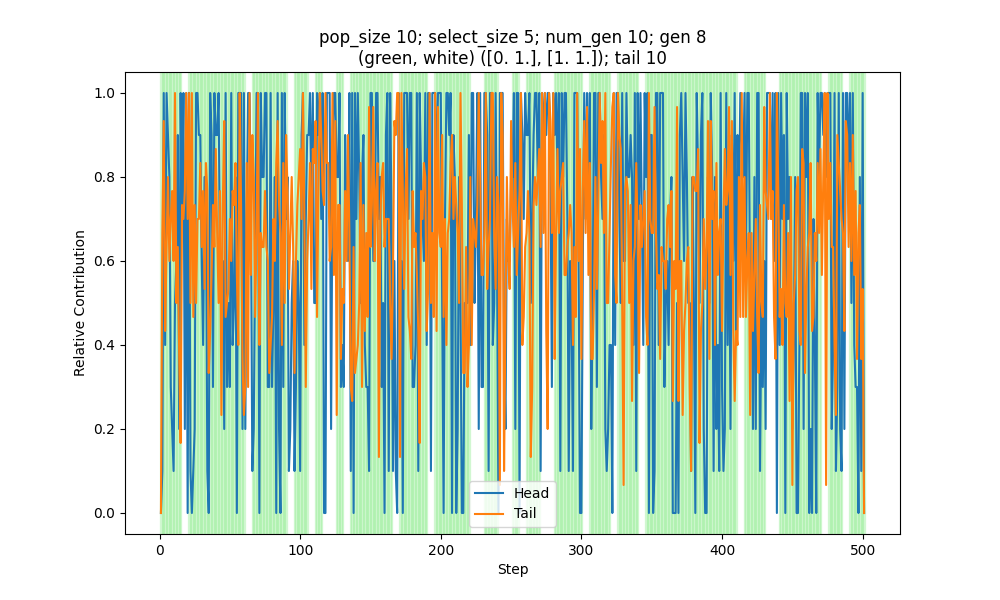 pop_size 10; select_size 5; num_gen 10; gen 8
(green, white) ([0. 1.], [1. 1.]); tail 10
1.0
0.8
0.6
0.4
0.2
0.0
Relative Contribution
Head
Tail
0
100
200
300
400
500
Step